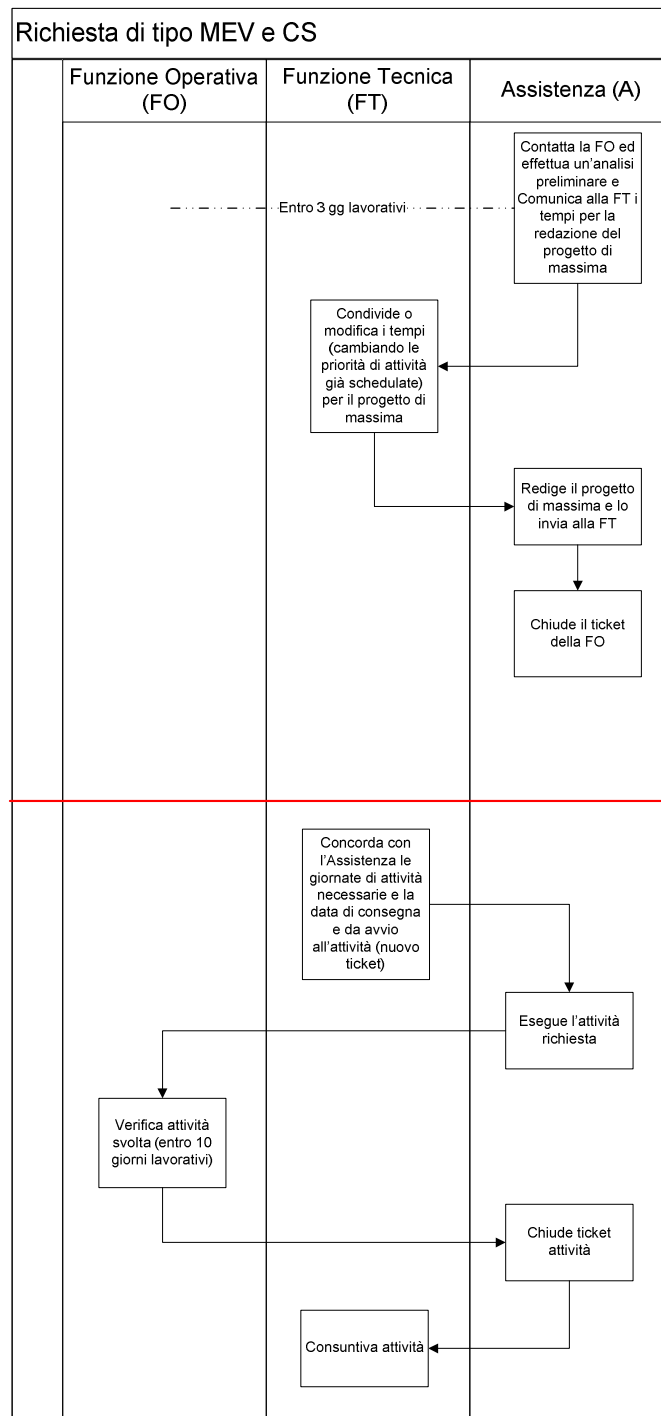 Richiesta di tipo MEV e CS
Funzione Operativa
(FO)
Funzione Tecnica
(FT)
Assistenza (A)
Contatta la FO ed
effettua un'analisi
preliminare e
Comunica alla FT i
tempi per la
redazione del
progetto di
massima
Entro 3 gg lavorativi
Condivide o
modifica i tempi
(cambiando le
priorità di attività
già schedulate)
per il progetto di
massima
Redige il progetto
di massima e lo
invia alla FT
Chiude il ticket
della FO
Concorda con
l'Assistenza le
giornate di attività
necessarie e la
data di consegna
e da avvio
all'attività (nuovo
ticket)
Esegue l'attività
richiesta
Verifica attività
svolta (entro 10
giorni lavorativi)
Chiude ticket
attività
Consuntiva attività